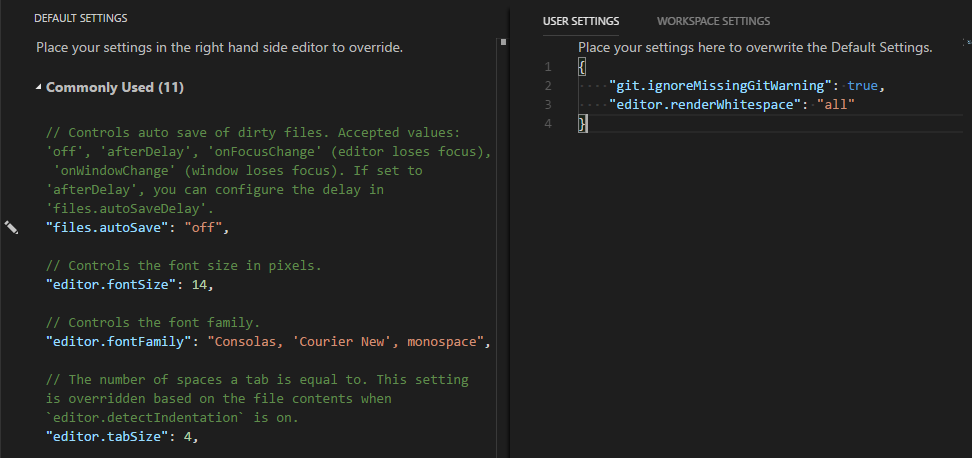 DEFAULT SETTINGS
Place your settings in the right hand side editor to override.
Commonly Used (11)
// Controls auto save of dirty files. Accepted values:
'off', 'afterDelay', 'onFocusChange' (editor loses focus),
'onWindowChange' (window loses focus). If set to
'afterDelay', you can configure the delay in
'files.autoSaveDelay'.
"files.autoSave": "off",
// Controls the font size in pixels.
"editor.fontSize": 14,
// Controls the font family.
"editor.fontFamily": "Consolas, 'Courier New', monospace",
// The number of spaces a tab is equal to. This setting
is overridden based on the file contents when
`editor.detectIndentation` is on.
"editor.tabSize": 4,
USER SETTINGS WORKSPACE SETTINGS
Place your settings here to overwrite the Default Settings.
1 {
2 ····"git.ignoreMissingGitWarning":·true,
3 ····"editor.renderWhitespace":·"all"
4 }